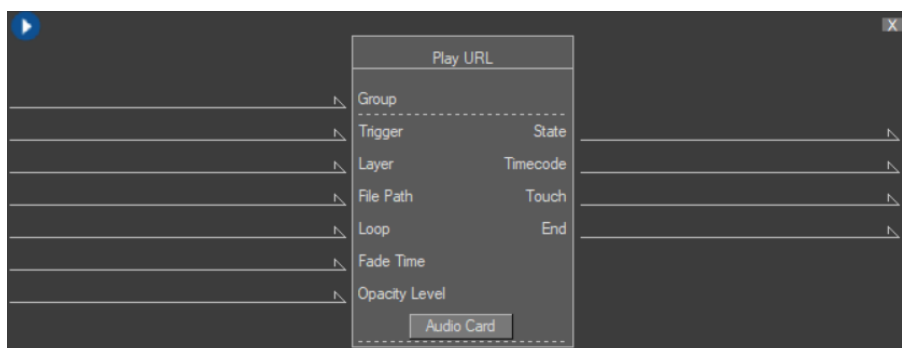 X
Play URL
Group
Trigger State
Layer Timecode
File Path Touch
Loop End
Fade Time
Opacity Level
Audio Card